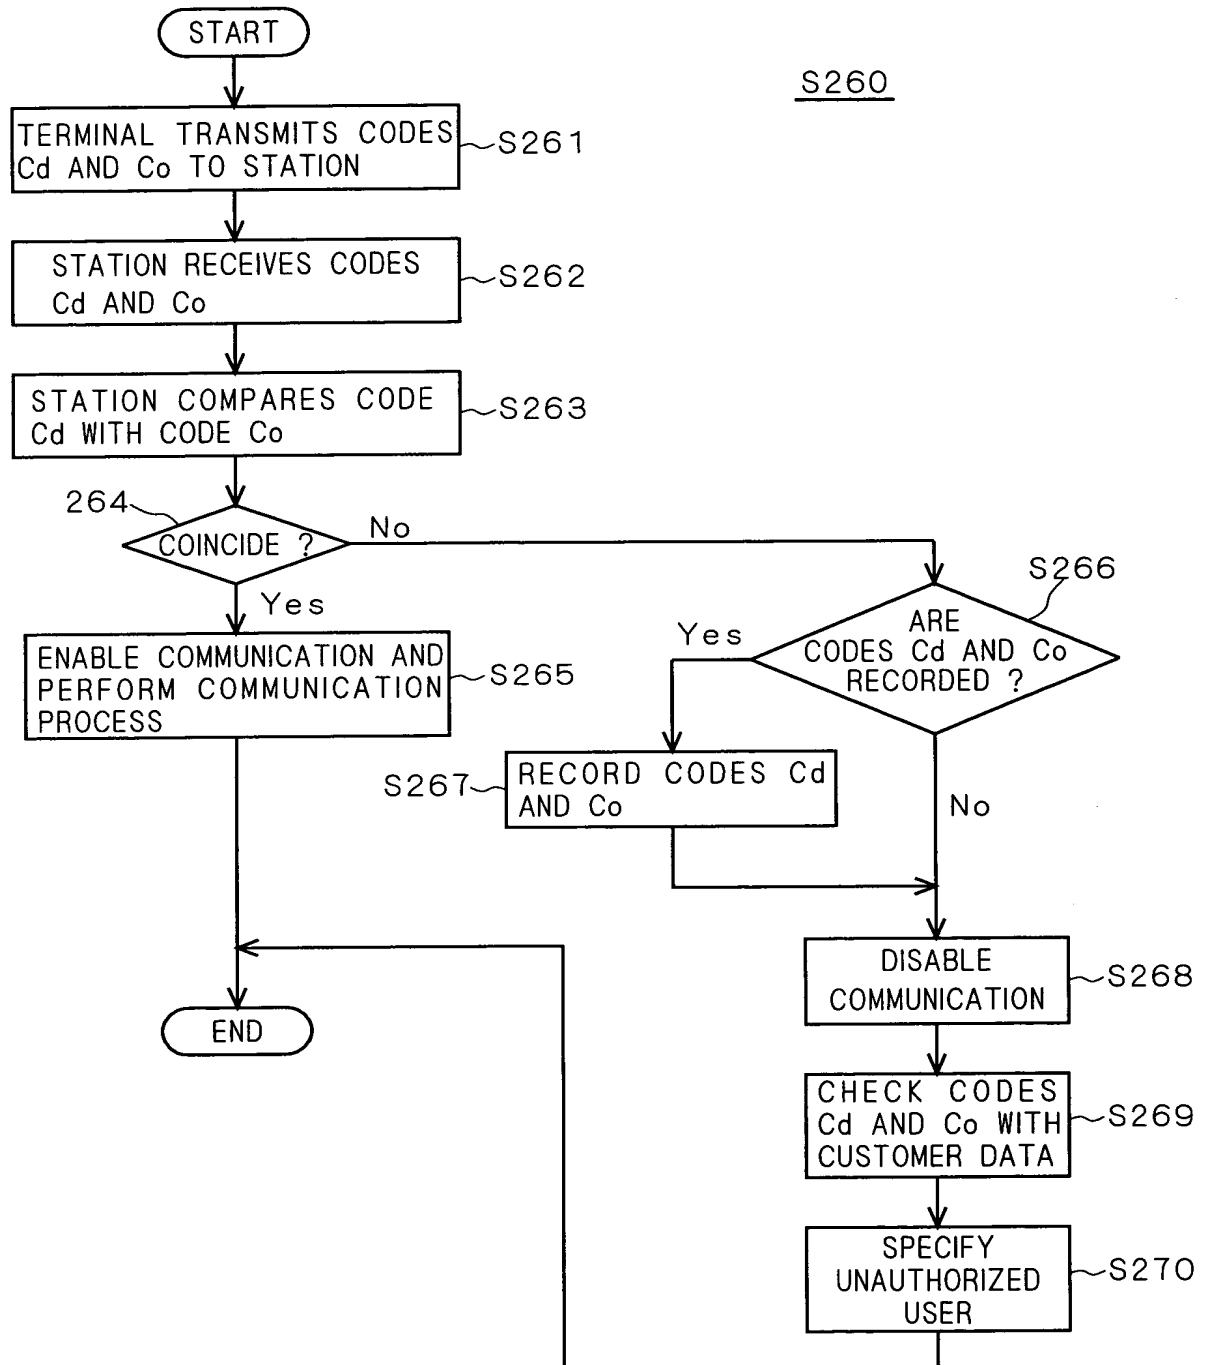 START
S260
TERMINAL TRANSMITS CODES
Cd AND Co TO STATION
S261
STATION RECEIVES CODES
Cd AND Co
S262
STATION COMPARES CODE
Cd WITH CODE Co
S263
264
COINCIDE ?
No
Yes
S266
ARE
CODES Cd AND Co
RECORDED ?
Yes
No
ENABLE COMMUNICATION AND
PERFORM COMMUNICATION
PROCESS
S265
S267
RECORD CODES Cd
AND Co
DISABLE
COMMUNICATION
S268
END
CHECK CODES
Cd AND Co WITH
CUSTOMER DATA
S269
SPECIFY
UNAUTHORIZED
USER
S270